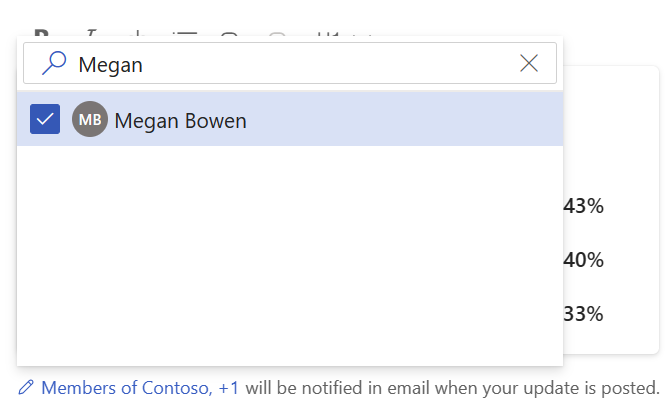 Megan
MB Megan Bowen
43%
40%
33%
Members of Contoso, +1 will be notified in email when your update is posted.